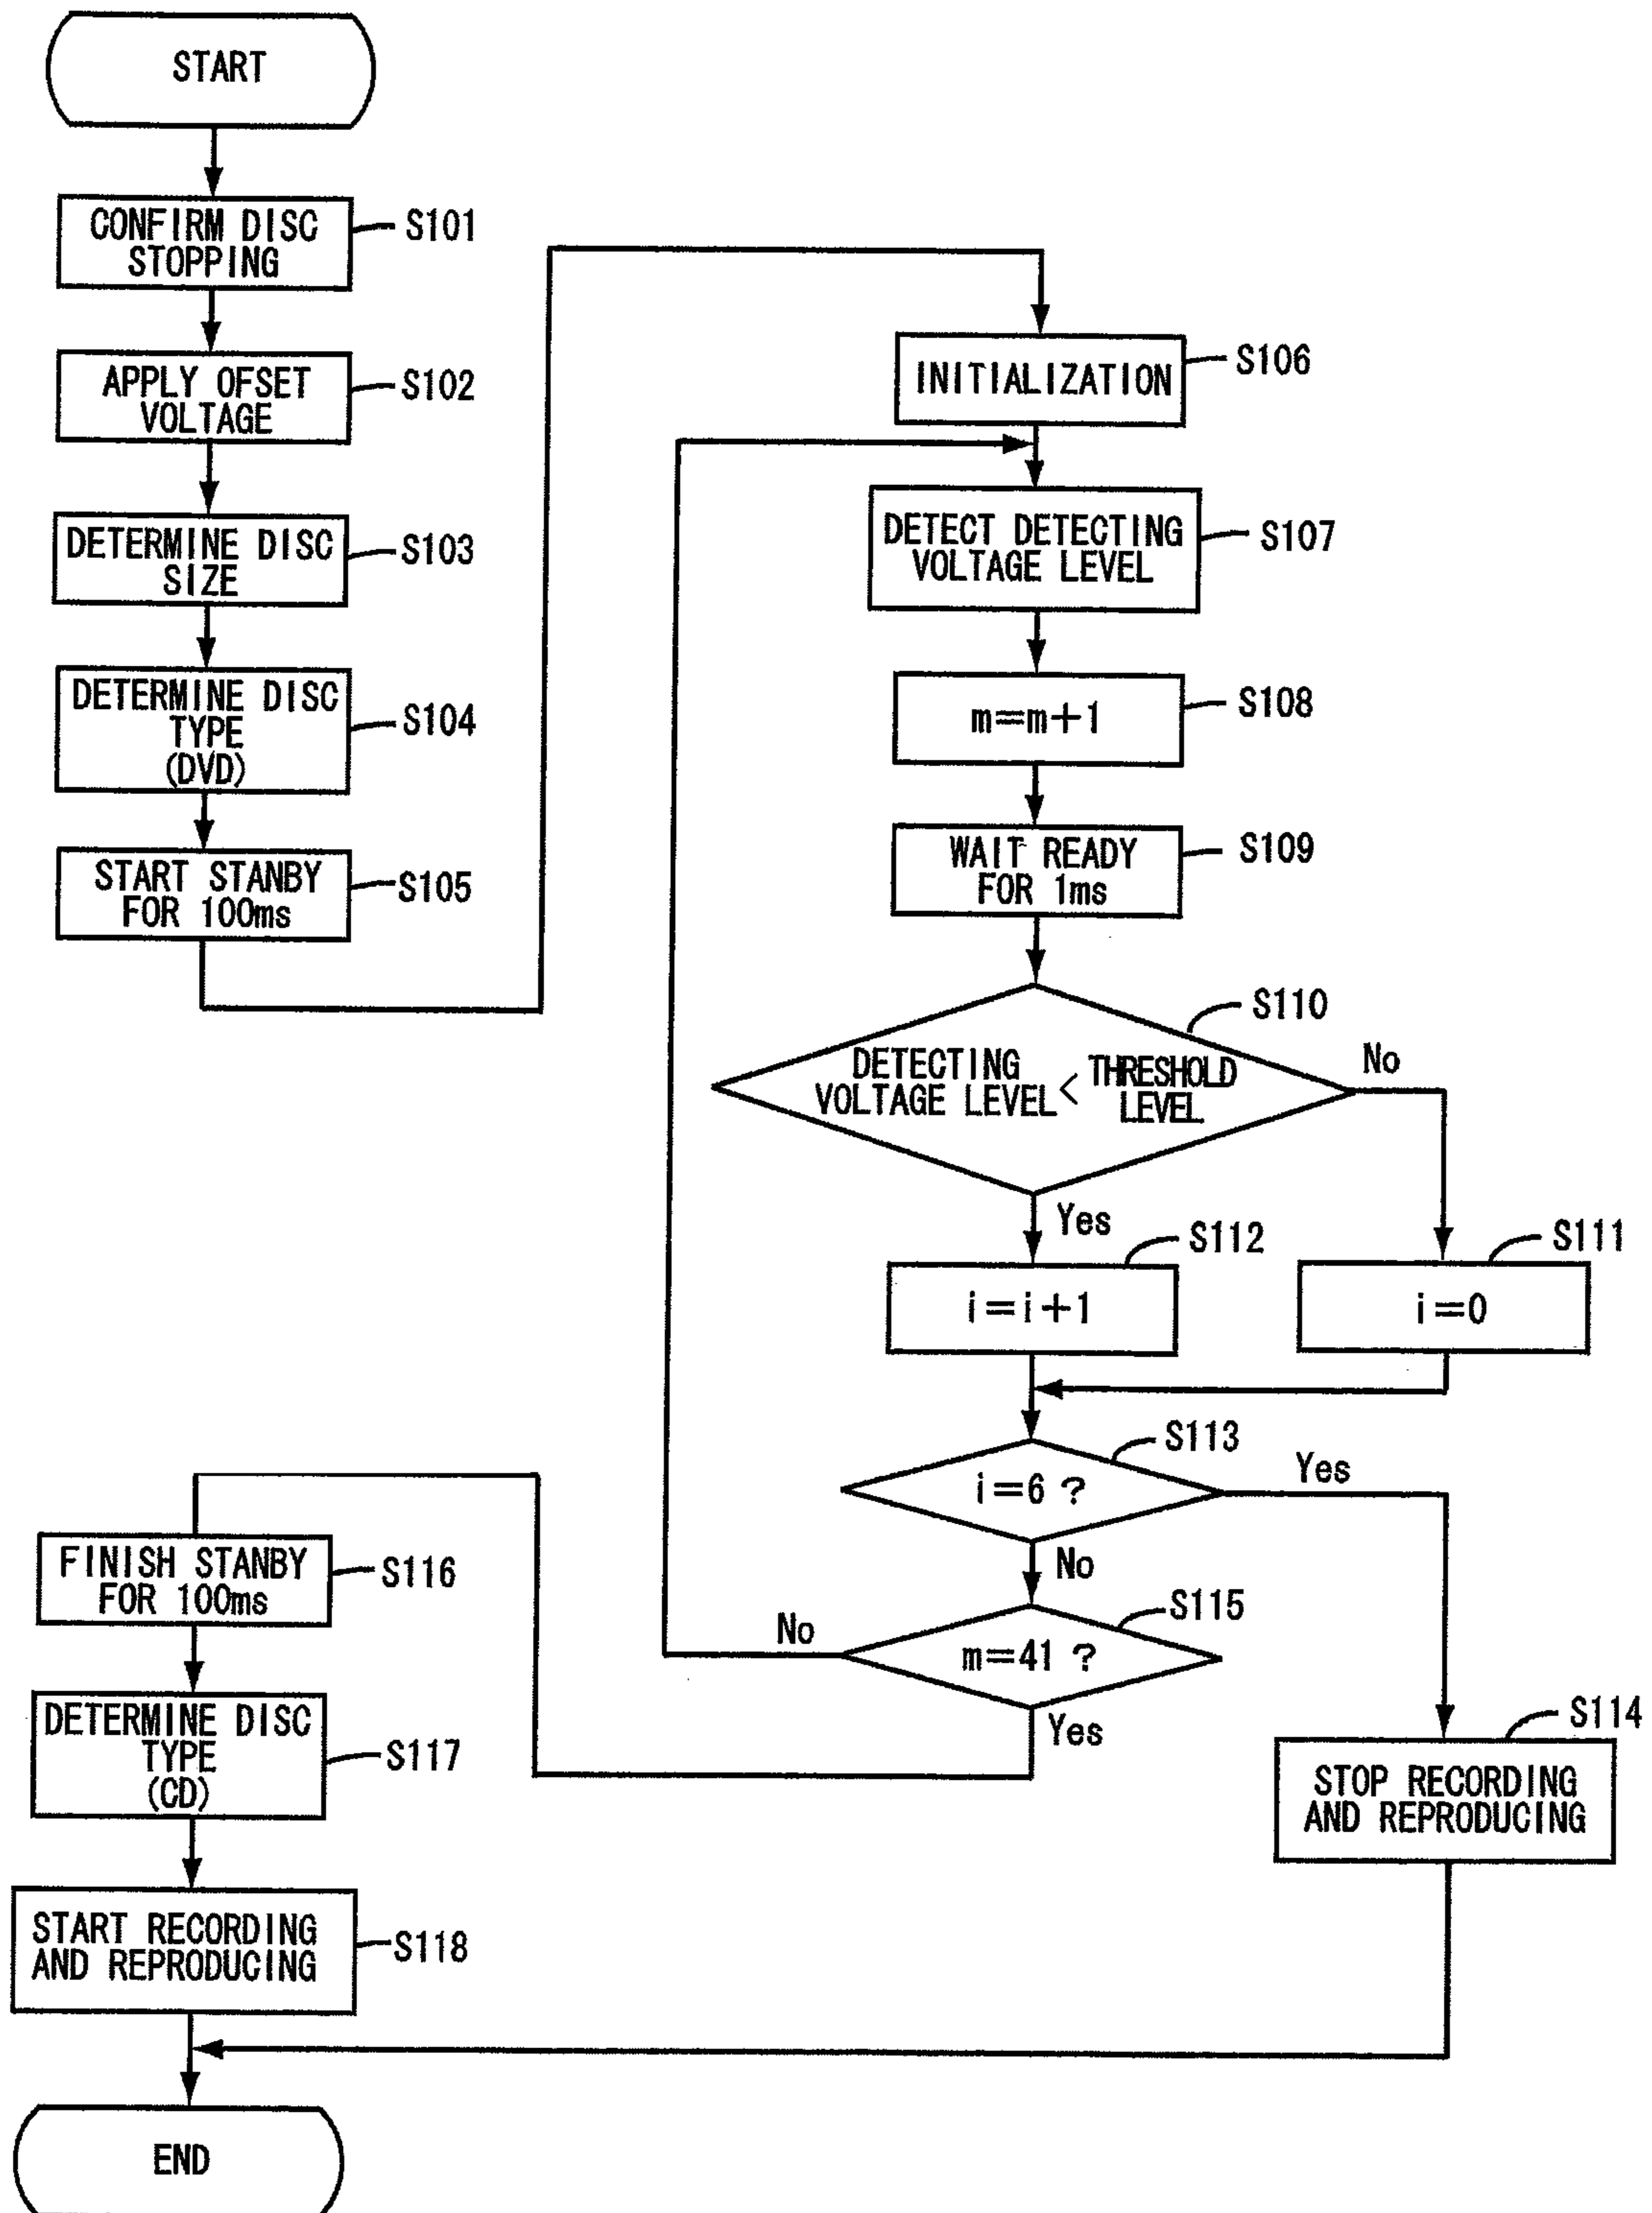 START
CONFIRM DISC
STOPPING
S101
APPLY OFSET
VOLTAGE
S102
DETERMINE DISC
SIZE
S103
DETERMINE DISC
TYPE
(DVD)
S104
START STANBY
FOR 100ms
S105
INITIALIZATION
S106
DETECT DETECTING
VOLTAGE LEVEL
S107
m=m+1
S108
WAIT READY
FOR 1ms
S109
DETECTING
VOLTAGE LEVEL
<
THRESHOLD
LEVEL
S110
No
Yes
S112
i=i+1
S111
i=0
S113
i=6 ?
Yes
No
S115
m=41 ?
No
Yes
S114
STOP RECORDING
AND REPRODUCING
FINISH STANBY
FOR 100ms
S116
DETERMINE DISC
TYPE
(CD)
S117
START RECORDING
AND REPRODUCING
S118
END